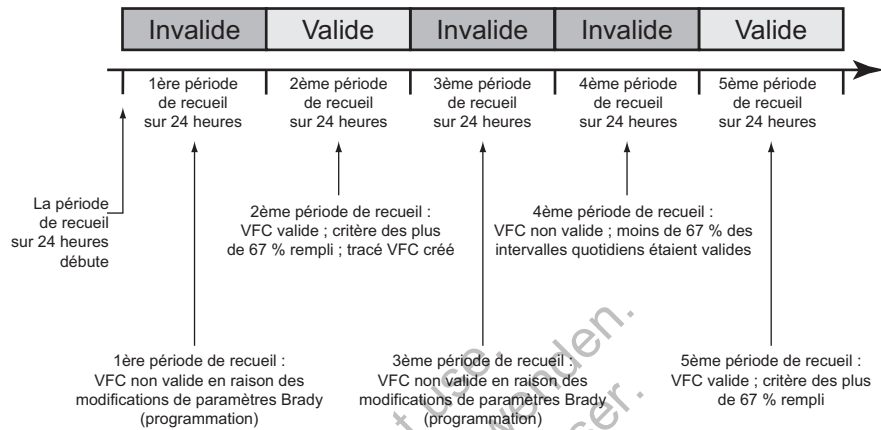 Invalide Valide Invalide Invalide Valide
1ère période
de recueil
sur 24 heures
2ème période
de recueil
sur 24 heures
3ème période
de recueil
sur 24 heures
4ème période
de recueil
sur 24 heures
5ème période
de recueil
sur 24 heures
La période
de recueil
sur 24 heures
débute
2ème période de recueil :
VFC valide ; critère des plus
de 67 % rempli ; tracé VFC créé
4ème période de recueil :
VFC non valide ; moins de 67 % des
intervalles quotidiens étaient valides
1ère période de recueil :
VFC non valide en raison des
modifications de paramètres Brady
(programmation)
3ème période de recueil :
VFC non valide en raison des
modifications de paramètres Brady
(programmation)
5ème période de recueil :
VFC valide ; critère des plus
de 67 % rempli
use.